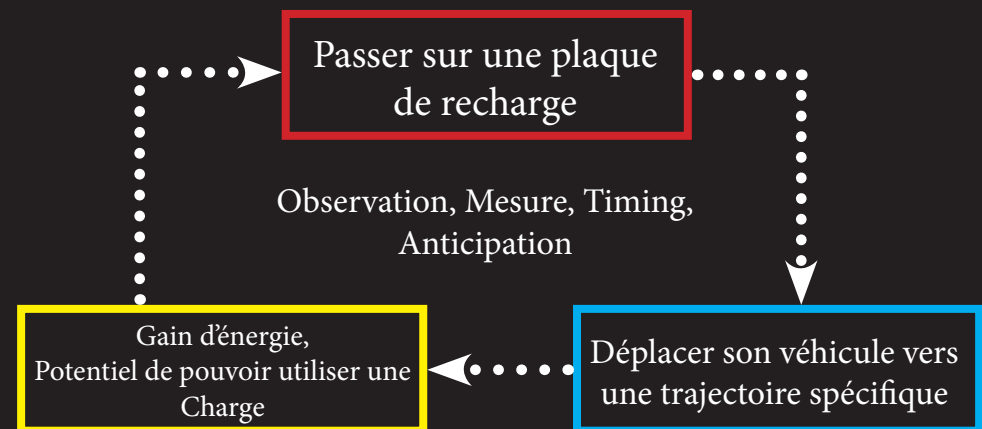 Passer sur une plaque
de recharge
Observation, Mesure, Timing,
Anticipation
Gain d'énergie,
Potentiel de pouvoir utiliser une
Charge
Déplacer son véhicule vers
une trajectoire spécifique